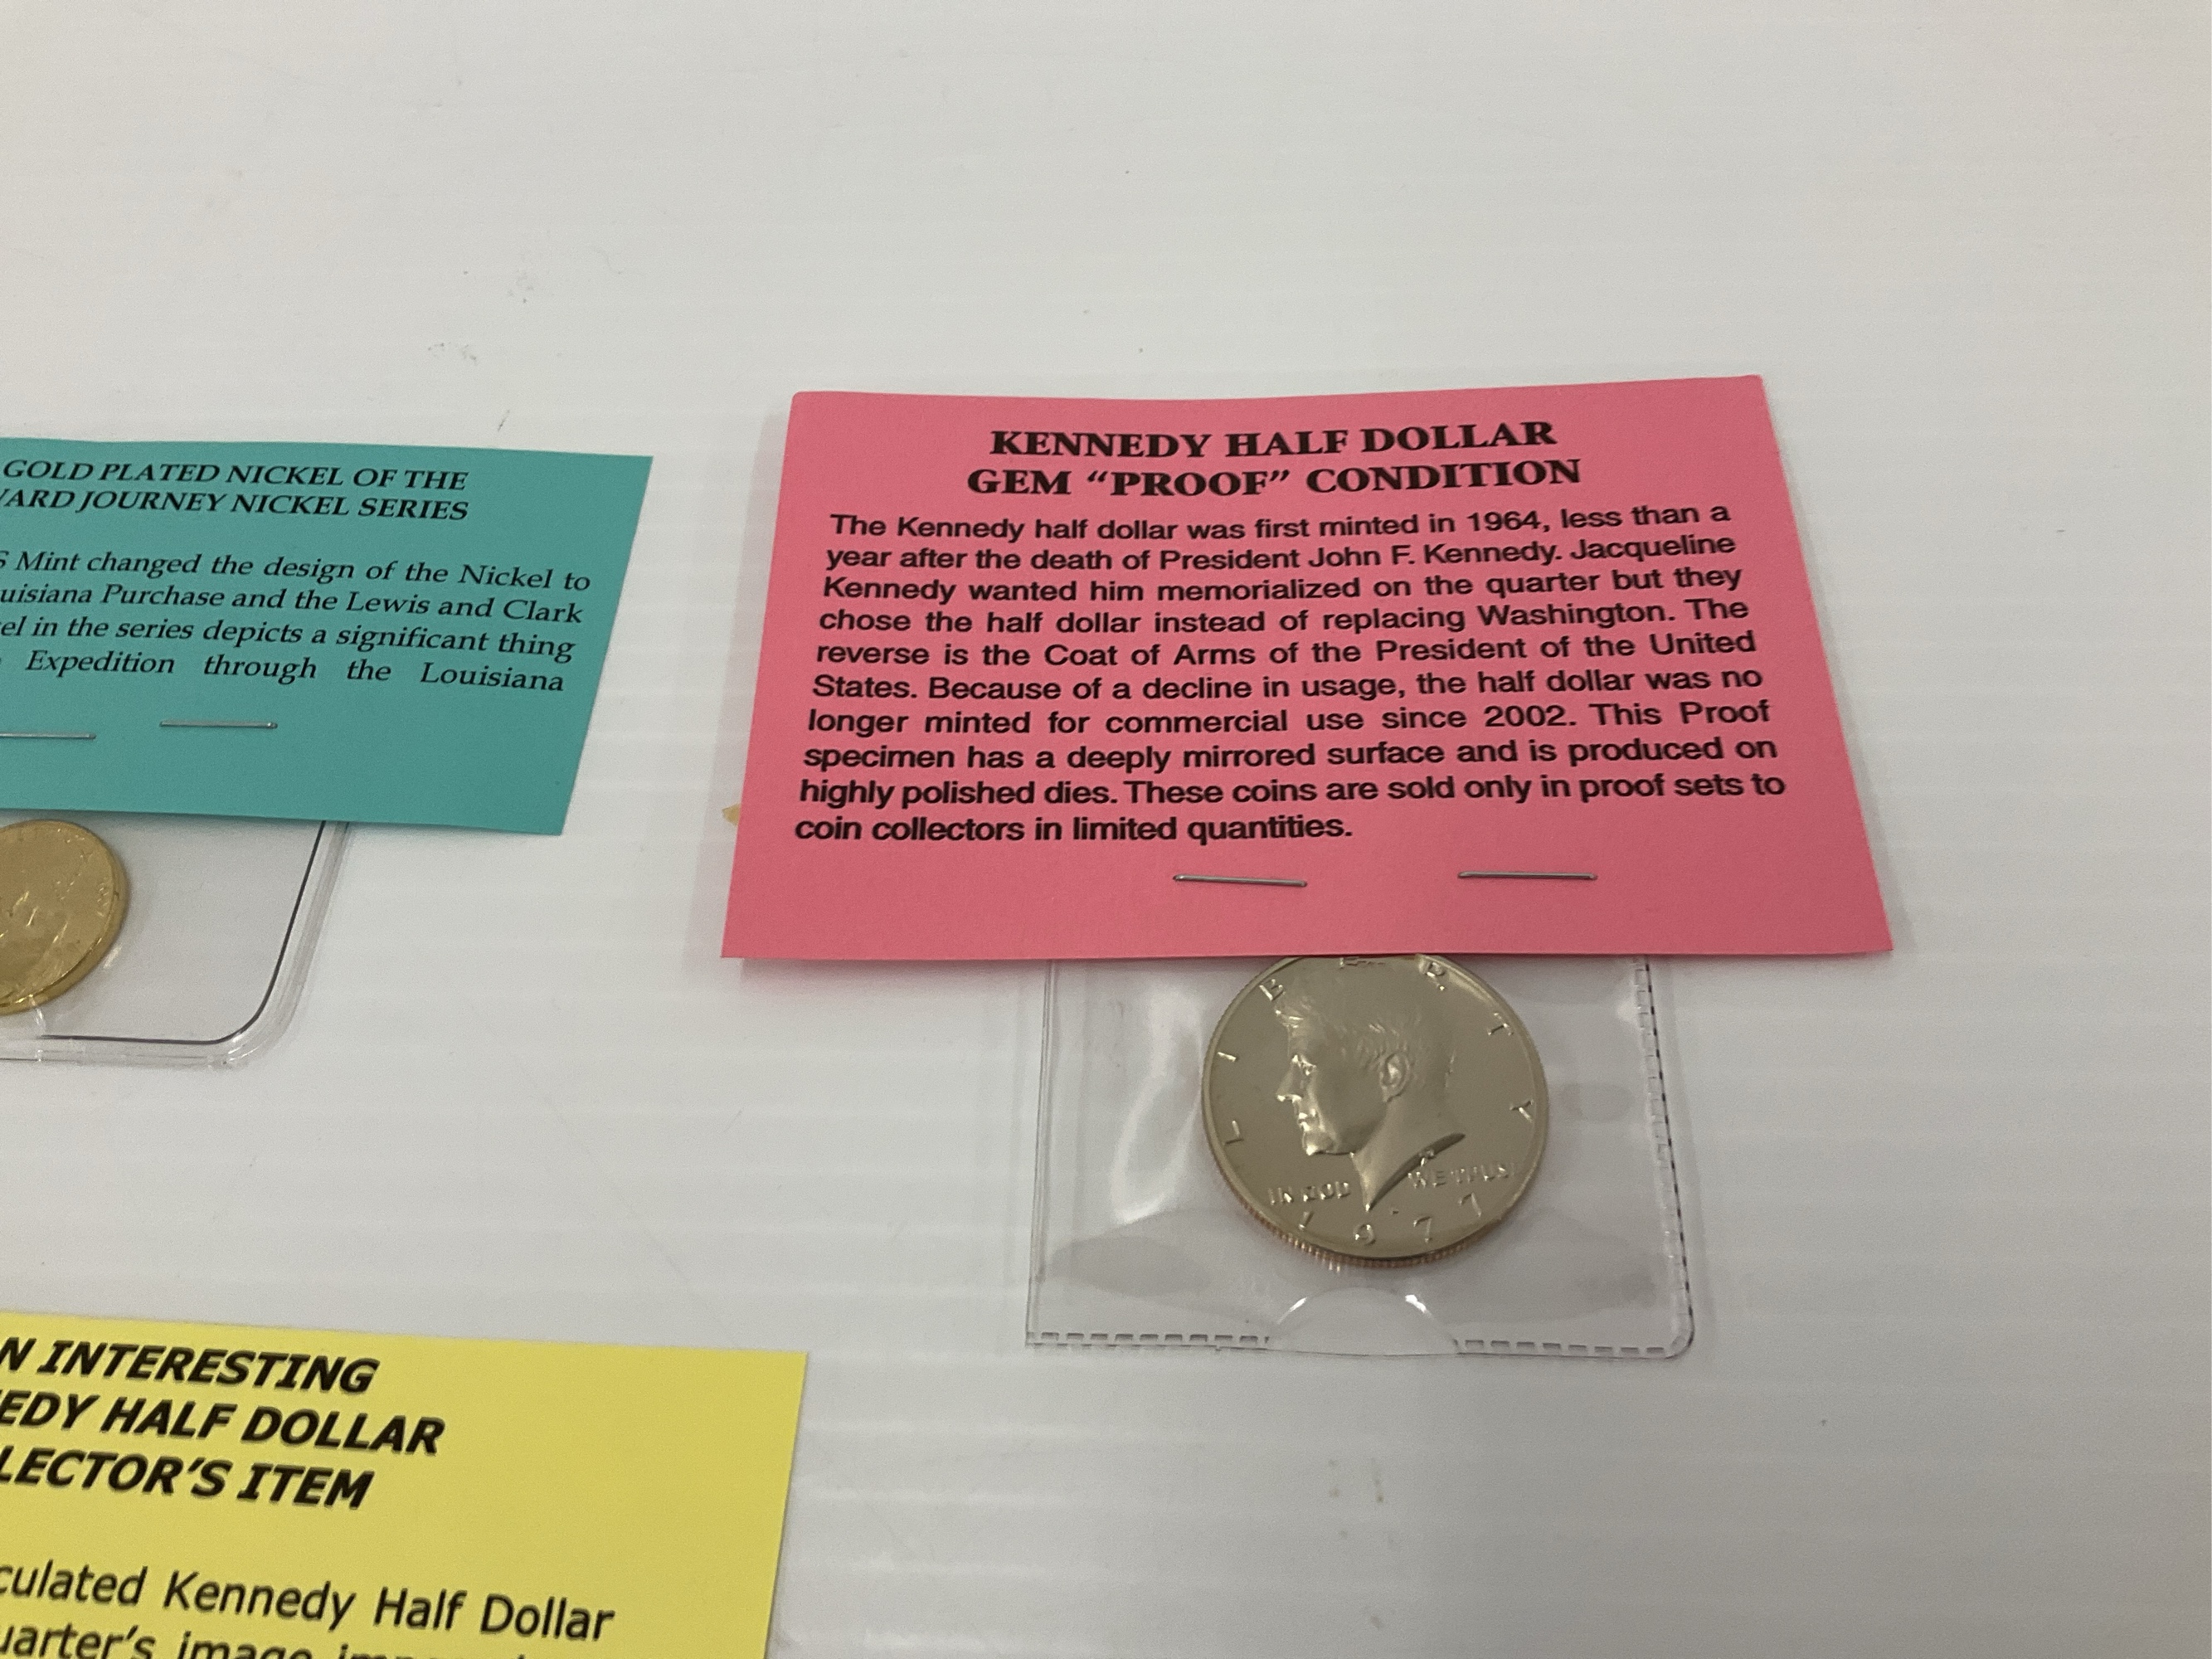 GOLD PLATED NICKEL OF THE
WARD JOURNEY NICKEL SERIES
S Mint changed the design of the Nickel to
uisiana Purchase and the Lewis and Clark
el in the series depicts a significant thing
Expedition through the Louisiana
KENNEDY HALF DOLLAR
GEM “PROOF” CONDITION
The Kennedy half dollar was first minted in 1964, less than a
year after the death of President John F. Kennedy. Jacqueline
Kennedy wanted him memorialized on the quarter but they
chose the half dollar instead of replacing Washington. The
reverse is the Coat of Arms of the President of the United
States. Because of a decline in usage, the half dollar was no
longer minted for commercial use since 2002. This Proof
specimen has a deeply mirrored surface and is produced on
highly polished dies. These coins are sold only in proof sets to
coin collectors in limited quantities.
LIBERTY
IN GOD WE TRUST
1977
N INTERESTING
EDY HALF DOLLAR
LECTOR’S ITEM
culated Kennedy Half Dollar
uarter’s image